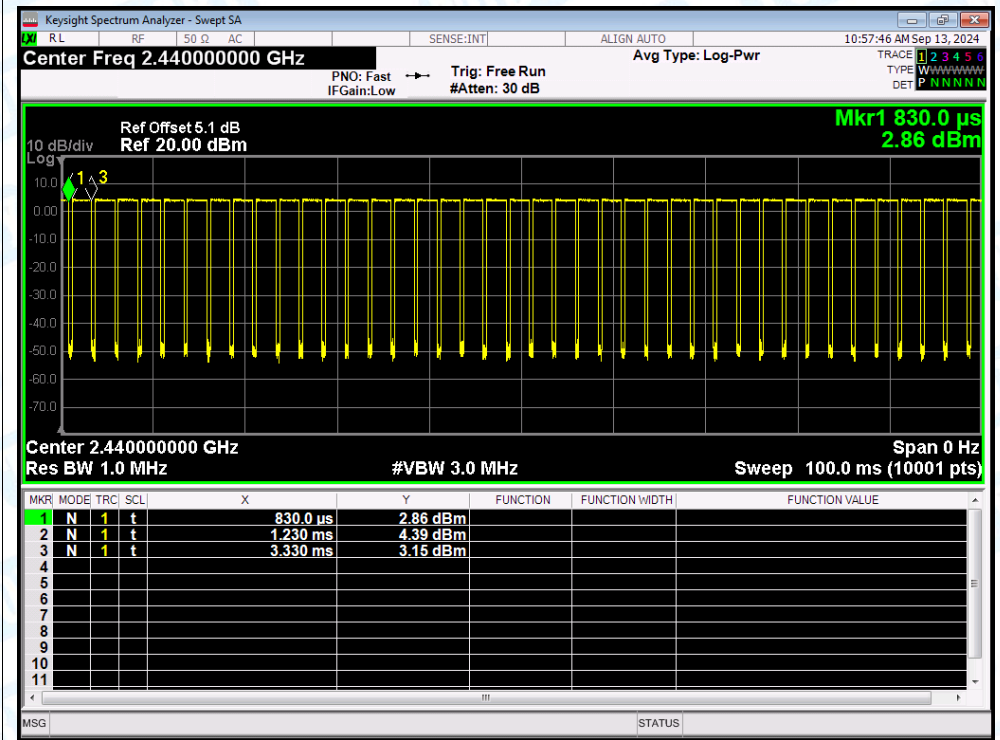 Keysight Spectrum Analyzer - Swept SA
LXI RL RF 50 Ω AC SENSE:INT ALIGN AUTO 10:57:46 AM Sep 13, 2024
Center Freq 2.440000000 GHz Avg Type: Log-Pwr TRACE 1 2 3 4 5 6
PNO: Fast Trig: Free Run TYPE WWWWWW
IFGain:Low #Atten: 30 dB DET P N N N N N
Mkr1 830.0 µs
Ref Offset 5.1 dB
10 dB/div Ref 20.00 dBm 2.86 dBm
Log
1 3
10.0
0.00
-10.0
-20.0
-30.0
-40.0
-50.0
-60.0
-70.0
Center 2.440000000 GHz Span 0 Hz
Res BW 1.0 MHz #VBW 3.0 MHz Sweep 100.0 ms (10001 pts)
MKR MODE TRC SCL X Y FUNCTION FUNCTION WIDTH FUNCTION VALUE
1 N 1 t 830.0 µs 2.86 dBm
2 N 1 t 1.230 ms 4.39 dBm
3 N 1 t 3.330 ms 3.15 dBm
4
5
6
7
8
9
10
11
MSG STATUS